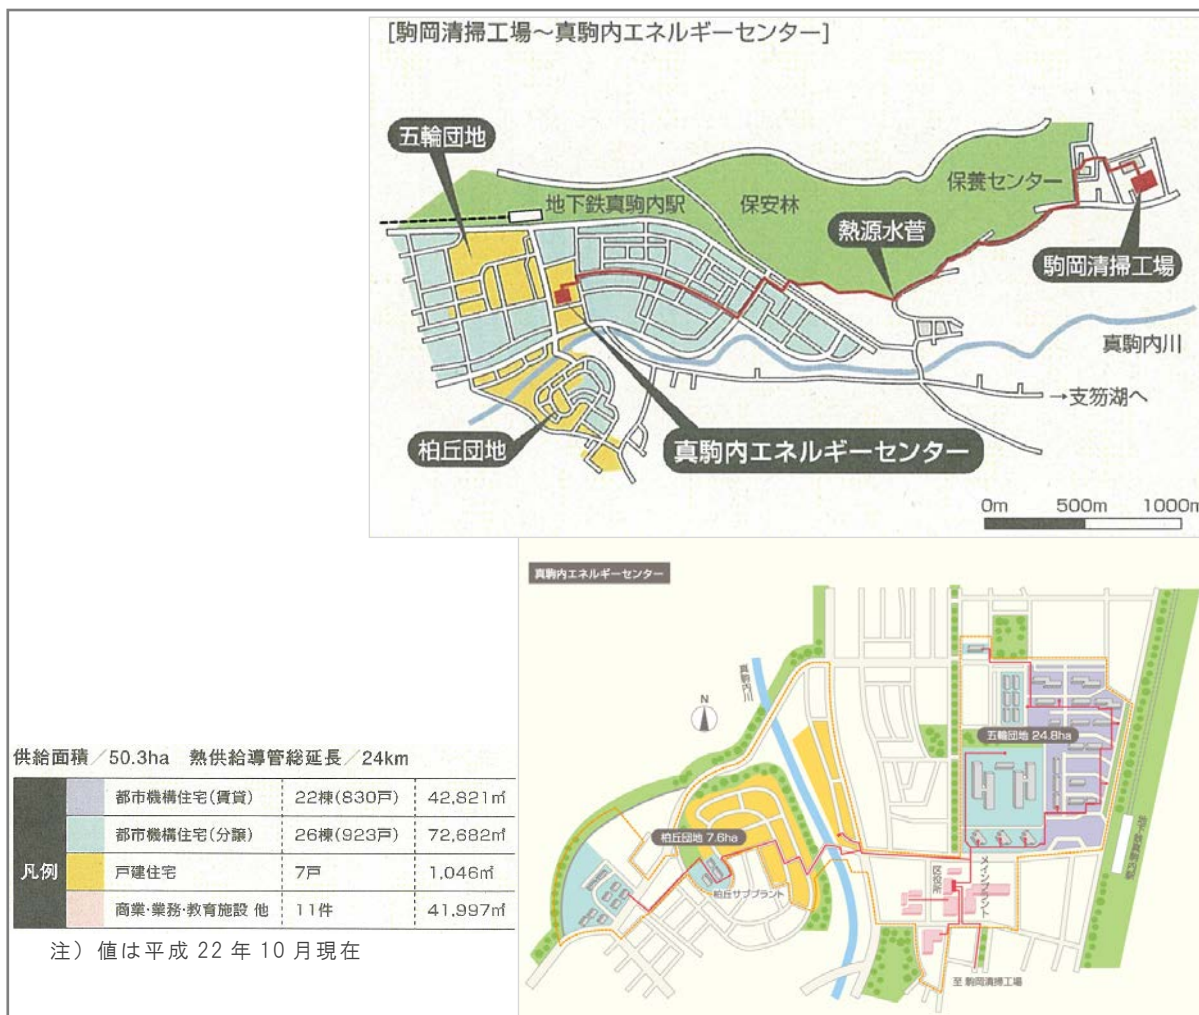 [駒岡清掃工場～真駒内エネルギーセンター]
五輪団地
地下鉄真駒内駅
保安林
保養センター
熱源水菅
駒岡清掃工場
真駒内川
→支笏湖へ
柏丘団地
真駒内エネルギーセンター
0m 500m 1000m
真駒内エネルギーセンター
真駒内川
N
五輪団地 24.8ha
柏丘団地 7.6ha
柏丘サブプラント
区役所
メインプラント
地下鉄真駒内駅
至 駒岡清掃工場
供給面積／50.3ha 熱供給導管総延長／24km
凡例
都市機構住宅(賃貸) 22棟(830戸) 42,821㎡
都市機構住宅(分譲) 26棟(923戸) 72,682㎡
戸建住宅 7戸 1.046㎡
商業・業務・教育施設 他 11件 41,997㎡
注）値は平成 22 年 10 月現在